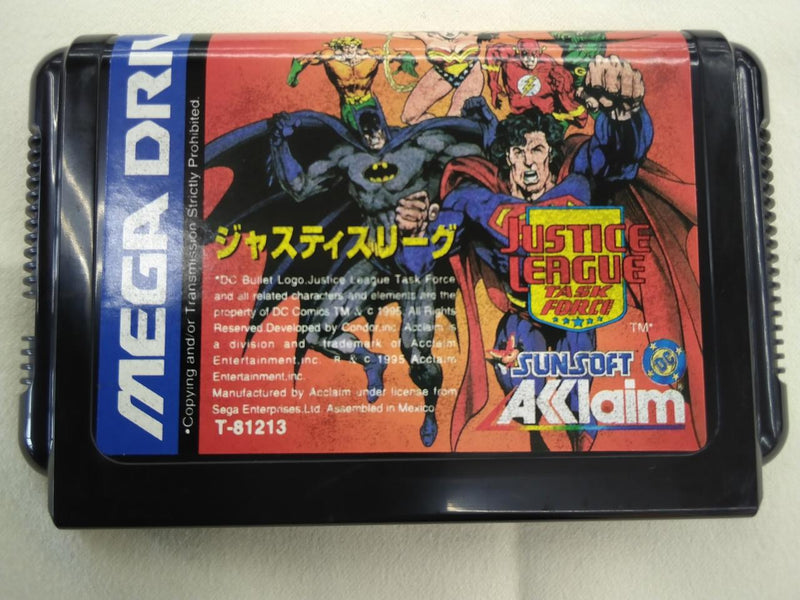 MEGA DRIV
•Copying and/or Transmission Strictly Prohibited.
ジャスティスリーグ
*DC Bullet Logo.Justice League Task Force
and all related characters and elements are the
property of DC Comics TM & c 1995. All Rights
Reserved.Developed by Condor,inc. Acclaim is
a division and trademark of Acclaim
Entertainment,inc. R & c 1995 Acclaim
Entertainment,inc.
Manufactured by Acclaim under license from
Sega Enterprises,Ltd. Assembled in Mexico
T-81213
JUSTICE
LEAGUE
TASK
FORCE
TM*
SUNSOFT
DC
AKKlaim